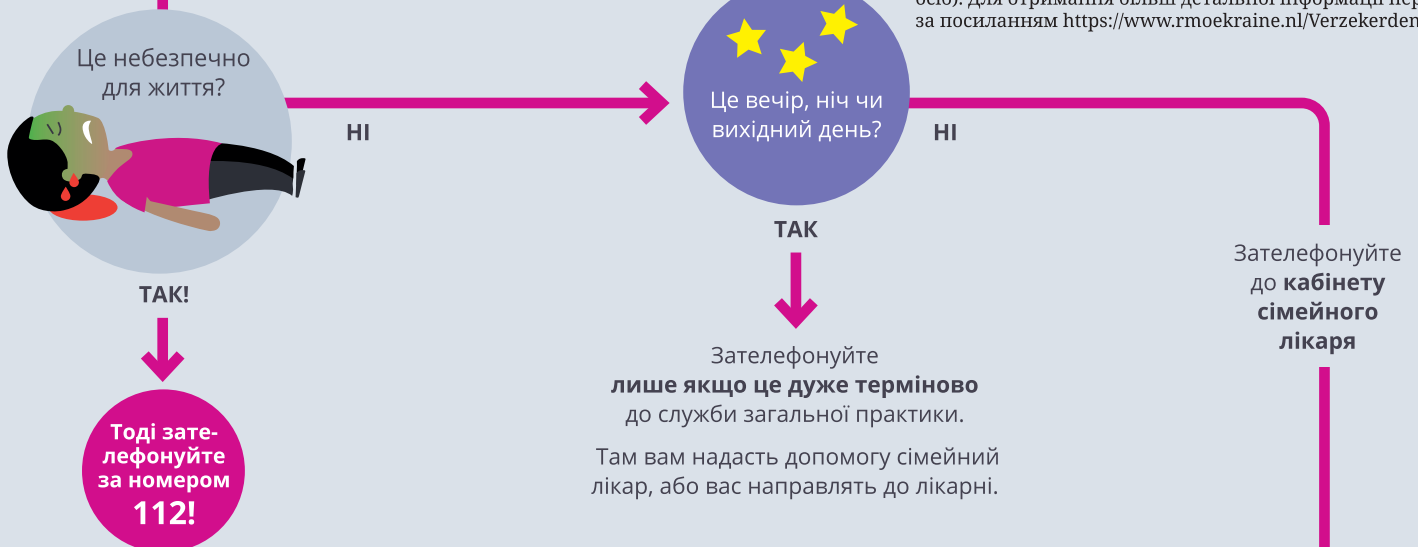 за посиланням https://www.rmoekraine.nl/Verzekerden
Це небезпечно
для життя?
НІ
Це вечір, ніч чи
вихідний день?
НІ
ТАК
ТАК!
Зателефонуйте
до кабінету
сімейного
лікаря
Зателефонуйте
лише якщо це дуже терміново
до служби загальної практики.
Там вам надасть допомогу сімейний
лікар, або вас направлять до лікарні.
Тоді зате-
лефонуйте
за номером
112!